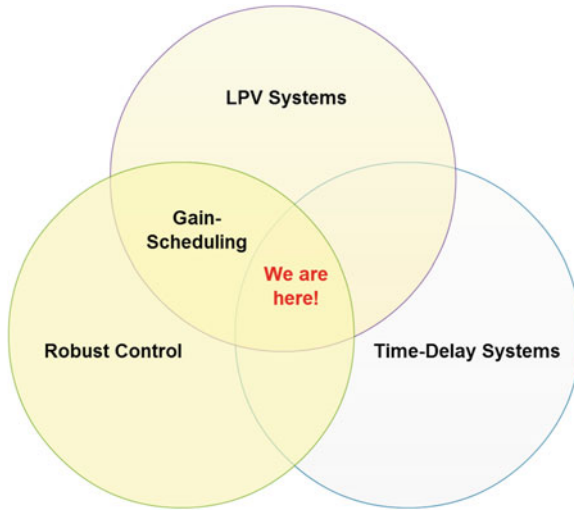 LPV Systems
Gain-
Scheduling
We are
here!
Robust Control
Time-Delay Systems